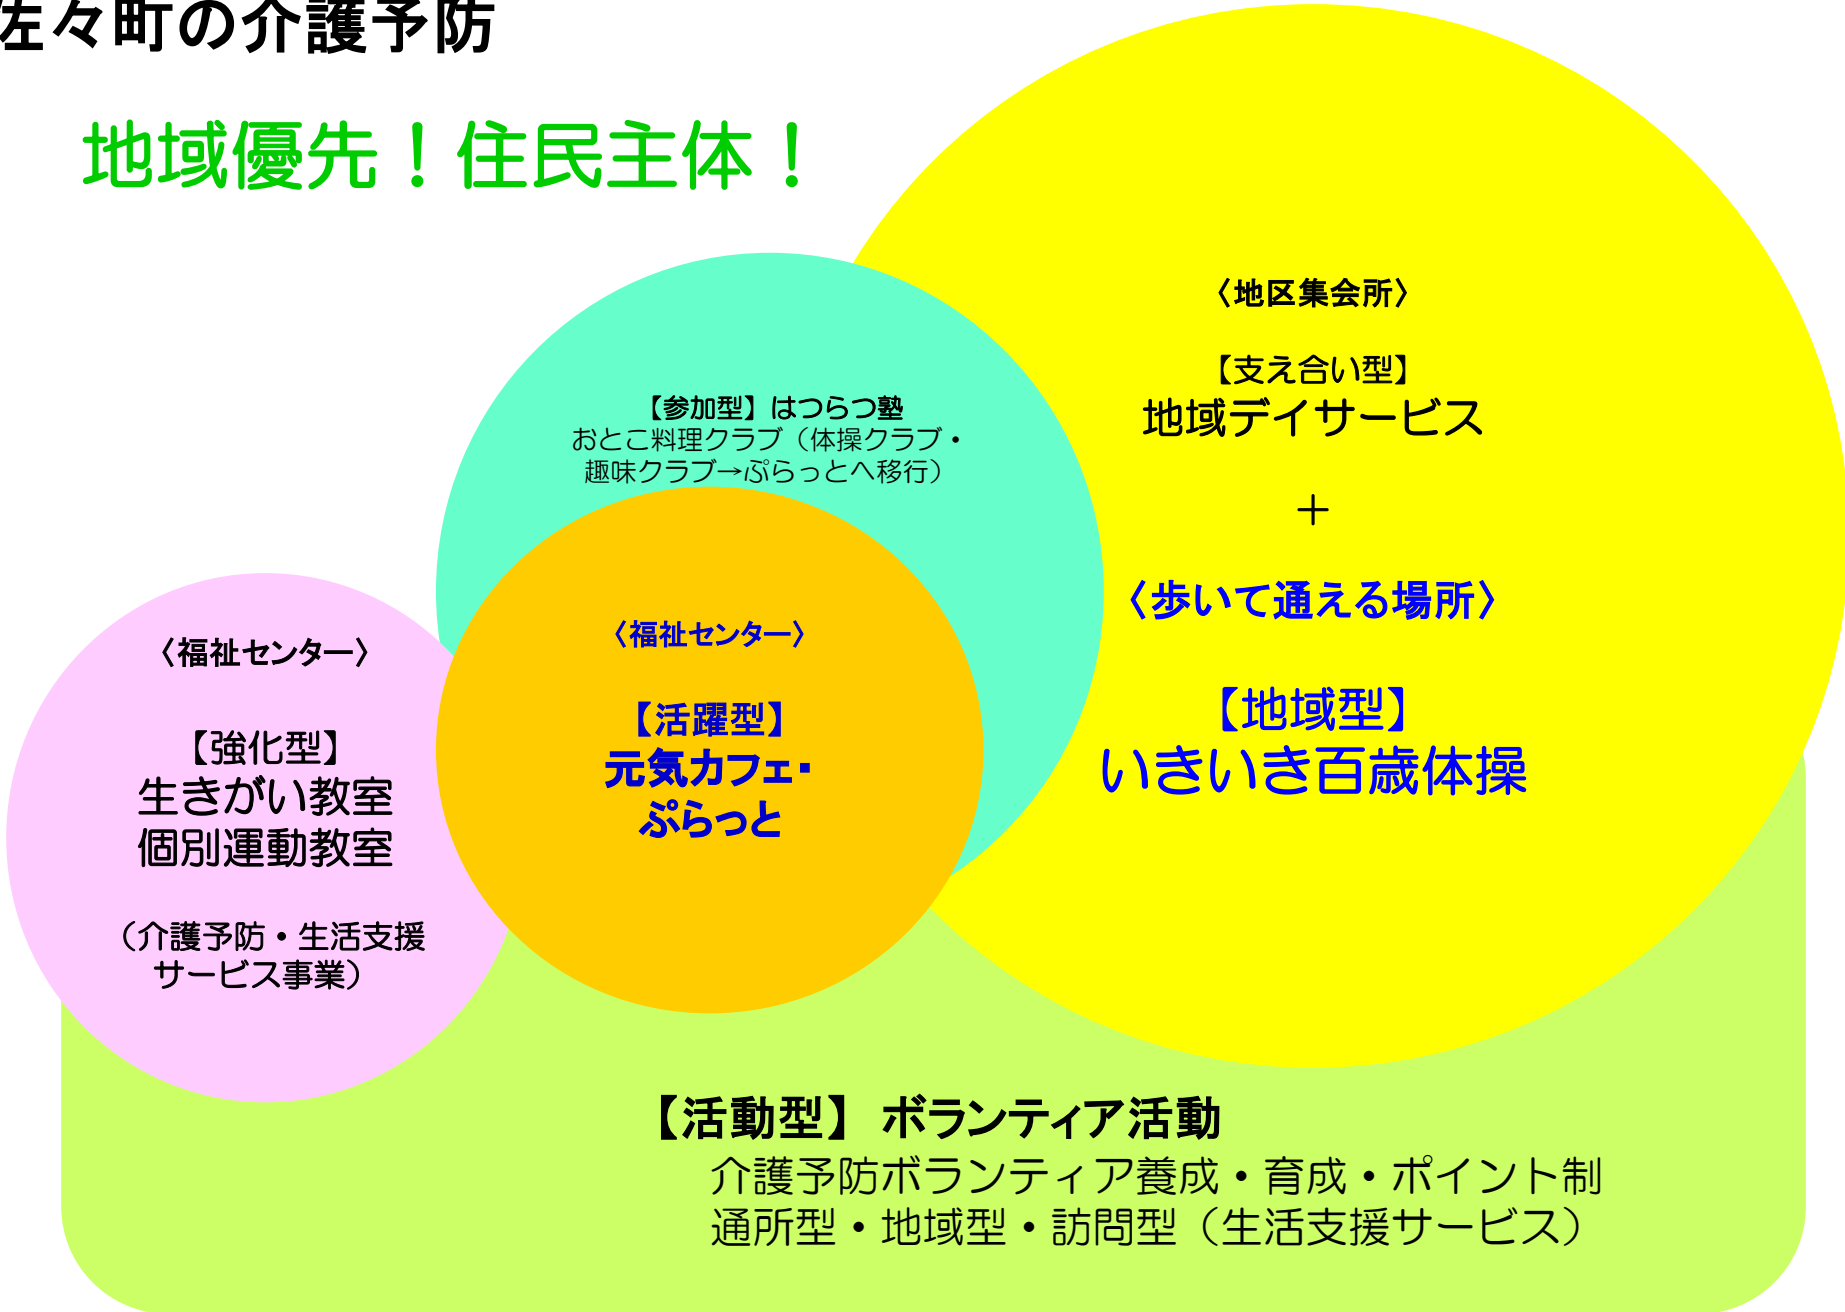 佐々町の介護予防
地域優先！住民主体！
〈地区集会所〉
【支え合い型】
地域デイサービス
＋
〈歩いて通える場所〉
【地域型】
いきいき百歳体操
【参加型】はつらつ塾
おとこ料理クラブ（体操クラブ・
趣味クラブ→ぷらっとへ移行）
〈福祉センター〉
【活躍型】
元気カフェ・
ぷらっと
〈福祉センター〉
【強化型】
生きがい教室
個別運動教室
（介護予防・生活支援
サービス事業）
【活動型】ボランティア活動
介護予防ボランティア養成・育成・ポイント制
通所型・地域型・訪問型（生活支援サービス）